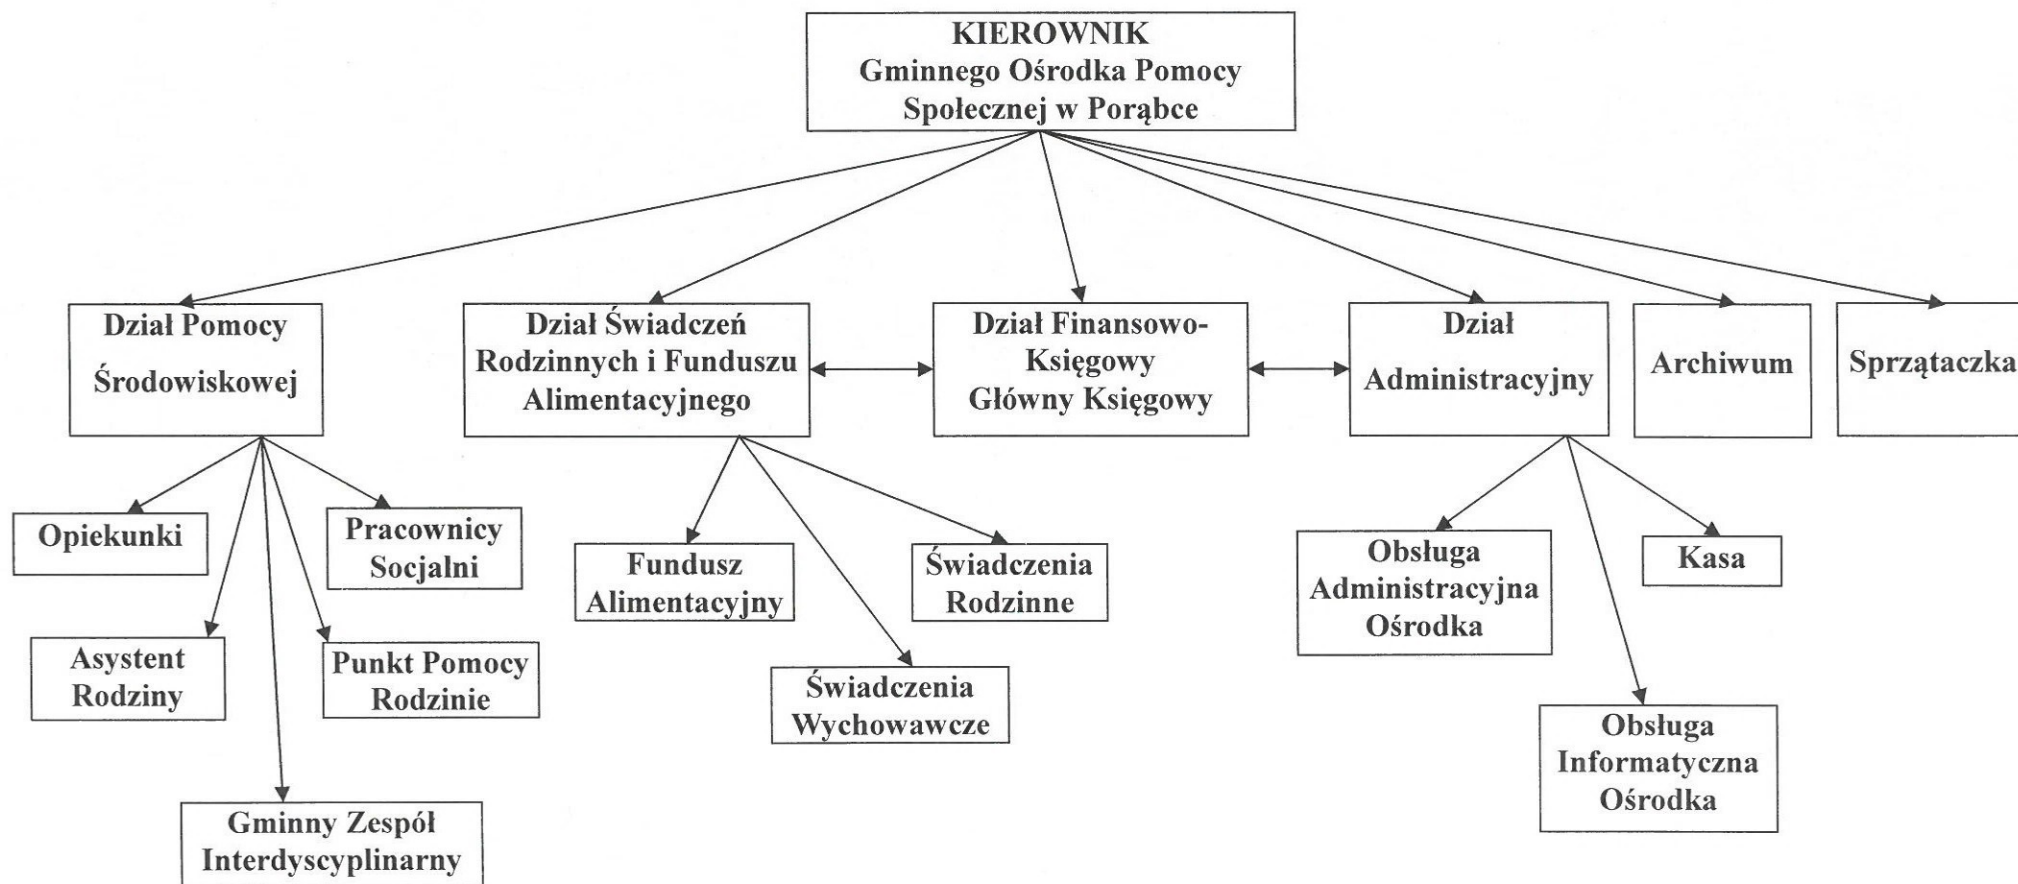 KIEROWNIK
Gminnego Ośrodka Pomocy
Społecznej w Porąbce
Dział Pomocy
Środowiskowej
Dział Świadczeń
Rodzinnych i Funduszu
Alimentacyjnego
Dział Finansowo-
Księgowy
Główny Księgowy
Dział
Administracyjny
Archiwum
Sprzątaczka
Opiekunki
Pracownicy
Socjalni
Asystent
Rodziny
Punkt Pomocy
Rodzinie
Gminny Zespół
Interdyscyplinarny
Fundusz
Alimentacyjny
Świadczenia
Rodzinne
Świadczenia
Wychowawcze
Obsługa
Administracyjna
Ośrodka
Kasa
Obsługa
Informatyczna
Ośrodka